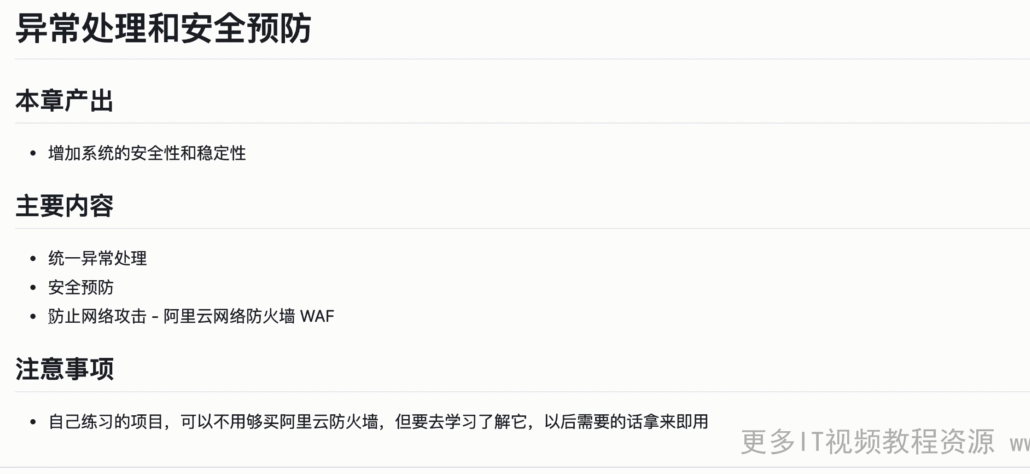 异常处理和安全预防
本章产出
• 增加系统的安全性和稳定性
主要内容
• 统一异常处理
• 安全预防
• 防止网络攻击 - 阿里云网络防火墙 WAF
注意事项
• 自己练习的项目，可以不用够买阿里云防火墙，但要去学习了解它，以后需要的话拿来即用
更多IT视频教程资源 ww